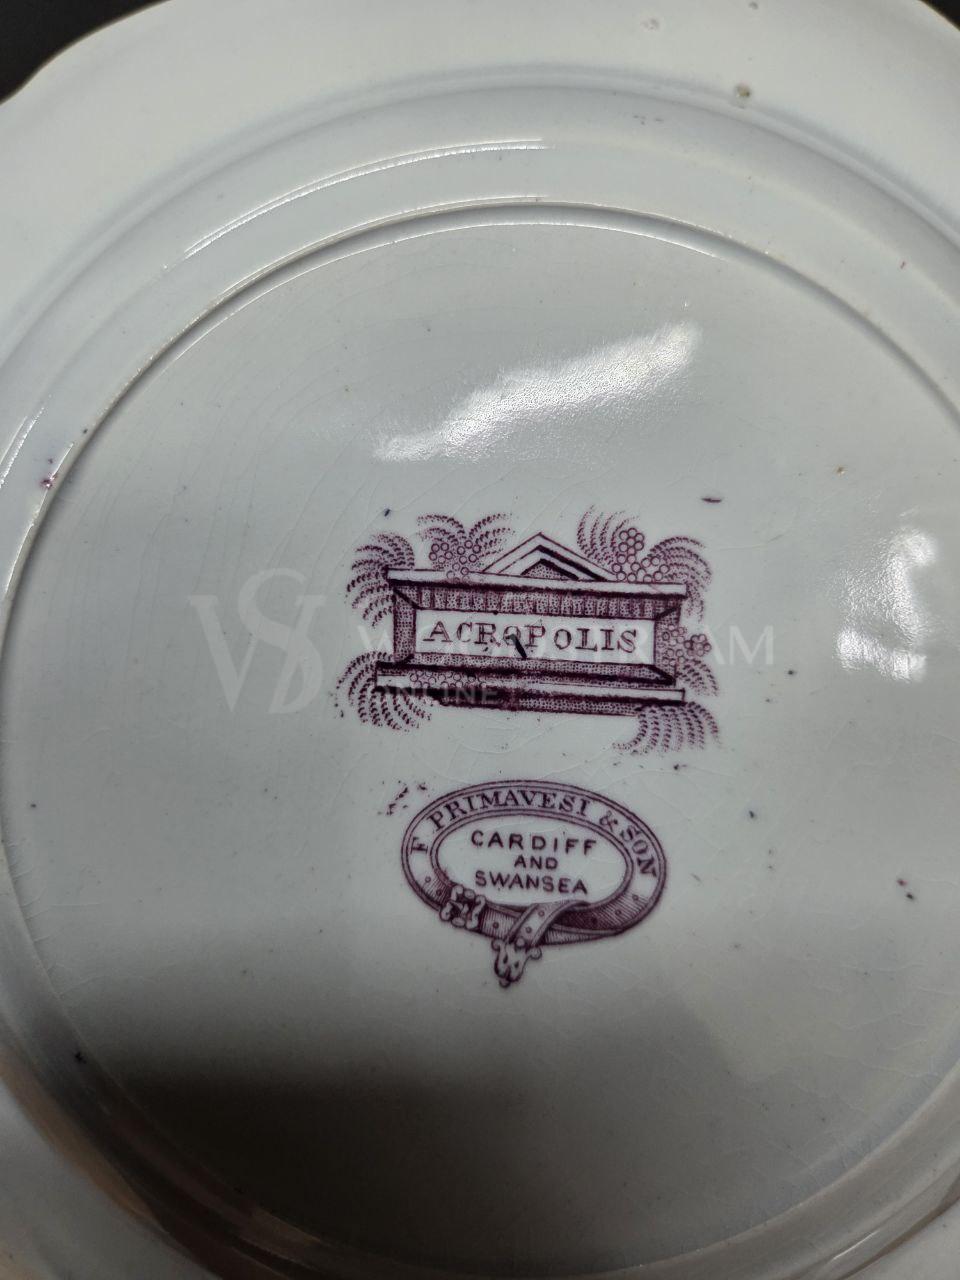 ACROPOLIS
F. PRIMAVESI & SON
CARDIFF
AND
SWANSEA